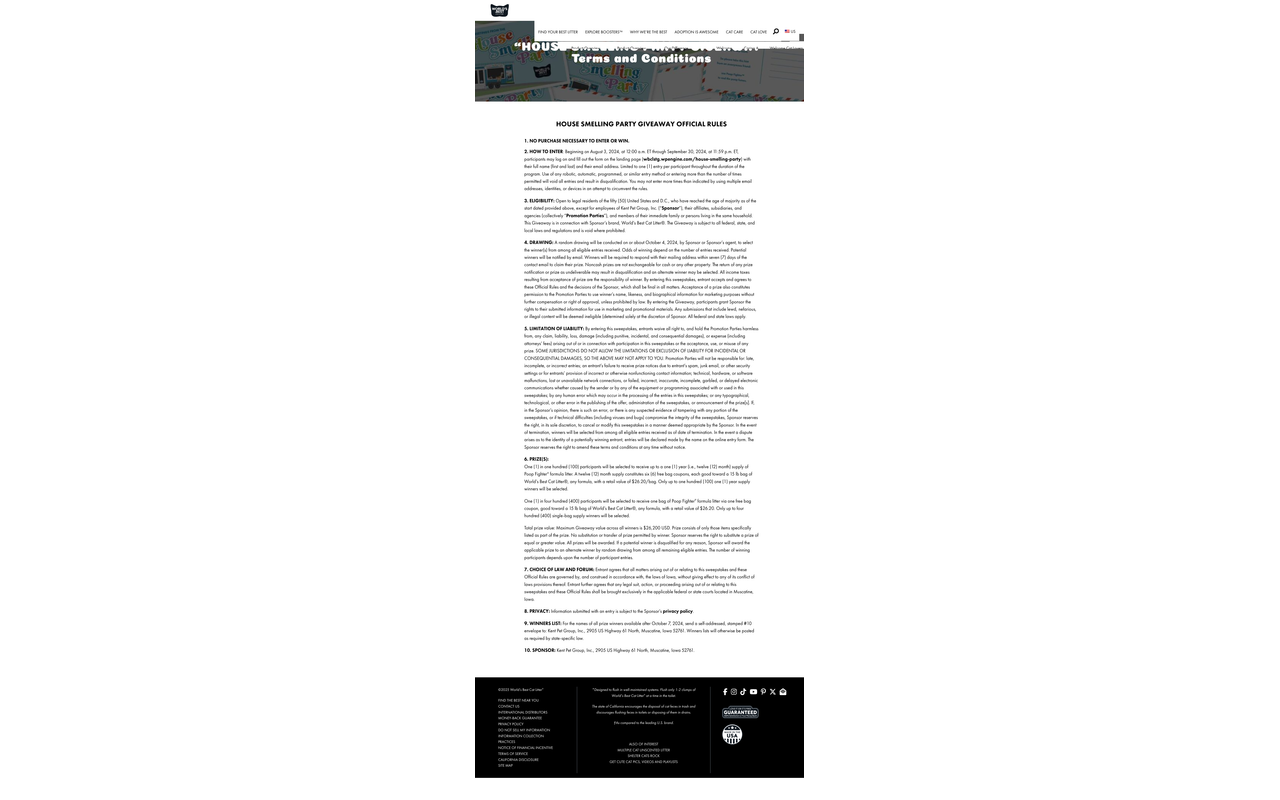 WORLD'S BEST
FIND YOUR BEST LITTER
EXPLORE BOOSTERS™
WHY WE'RE THE BEST
ADOPTION IS AWESOME
CAT CARE
CAT LOVE
US
Terms and Conditions
HOUSE SMELLING PARTY GIVEAWAY OFFICIAL RULES
1. NO PURCHASE NECESSARY TO ENTER OR WIN.
2. HOW TO ENTER: Beginning on August 3, 2024, at 12:00 a.m. ET through September 30, 2024, at 11:59 p.m. ET,
participants may log on and fill out the form on the landing page (wbclstg.wpengine.com/house-smelling-party) with
their full name (first and last) and their email address. Limited to one (1) entry per participant throughout the duration of the
program. Use of any robotic, automatic, programmed, or similar entry method or entering more than the number of times
permitted will void all entries and result in disqualification. You may not enter more times than indicated by using multiple email
addresses, identities, or devices in an attempt to circumvent the rules.
3. ELIGIBILITY: Open to legal residents of the fifty (50) United States and D.C., who have reached the age of majority as of the
start dated provided above, except for employees of Kent Pet Group, Inc. ("Sponsor"), their affiliates, subsidiaries, and
agencies (collectively "Promotion Parties"), and members of their immediate family or persons living in the same household.
This Giveaway is in connection with Sponsor's brand, World's Best Cat Litter®. The Giveaway is subject to all federal, state, and
local laws and regulations and is void where prohibited.
4. DRAWING: A random drawing will be conducted on or about October 4, 2024, by Sponsor or Sponsor's agent, to select
the winner(s) from among all eligible entries received. Odds of winning depend on the number of entries received. Potential
winners will be notified by email. Winners will be required to respond with their mailing address within seven (7) days of the
contact email to claim their prize. Noncash prizes are not exchangeable for cash or any other property. The return of any prize
notification or prize as undeliverable may result in disqualification and an alternate winner may be selected. All income taxes
resulting from acceptance of prize are the responsibility of winner. By entering this sweepstakes, entrant accepts and agrees to
these Official Rules and the decisions of the Sponsor, which shall be final in all matters. Acceptance of a prize also constitutes
permission to the Promotion Parties to use winner's name, likeness, and biographical information for marketing purposes without
further compensation or right of approval, unless prohibited by law. By entering the Giveaway, participants grant Sponsor the
rights to their submitted information for use in marketing and promotional materials. Any submissions that include lewd, nefarious,
or illegal content will be deemed ineligible (determined solely at the discretion of Sponsor. All federal and state laws apply.
5. LIMITATION OF LIABILITY: By entering this sweepstakes, entrants waive all right to, and hold the Promotion Parties harmless
from, any claim, liability, loss, damage (including punitive, incidental, and consequential damages), or expense (including
attorneys' fees) arising out of or in connection with participation in this sweepstakes or the acceptance, use, or misuse of any
prize. SOME JURISDICTIONS DO NOT ALLOW THE LIMITATIONS OR EXCLUSION OF LIABILITY FOR INCIDENTAL OR
CONSEQUENTIAL DAMAGES, SO THE ABOVE MAY NOT APPLY TO YOU. Promotion Parties will not be responsible for: late,
incomplete, or incorrect entries; an entrant's failure to receive prize notices due to entrant's spam, junk email, or other security
settings or for entrants' provision of incorrect or otherwise nonfunctioning contact information; technical, hardware, or software
malfunctions, lost or unavailable network connections, or failed, incorrect, inaccurate, incomplete, garbled, or delayed electronic
communications whether caused by the sender or by any of the equipment or programming associated with or used in this
sweepstakes; by any human error which may occur in the processing of the entries in this sweepstakes; or any typographical,
technological, or other error in the publishing of the offer, administration of the sweepstakes, or announcement of the prize(s). If,
in the Sponsor's opinion, there is such an error, or there is any suspected evidence of tampering with any portion of the
sweepstakes, or if technical difficulties (including viruses and bugs) compromise the integrity of the sweepstakes, Sponsor reserves
the right, in its sole discretion, to cancel or modify this sweepstakes in a manner deemed appropriate by the Sponsor. In the event
of termination, winners will be selected from among all eligible entries received as of date of termination. In the event a dispute
arises as to the identity of a potentially winning entrant, entries will be declared made by the name on the online entry form. The
Sponsor reserves the right to amend these terms and conditions at any time without notice.
6. PRIZE(S):
One (1) in one hundred (100) participants will be selected to receive up to a one (1) year (i.e., twelve (12) month) supply of
Poop Fighter® formula litter. A twelve (12) month supply constitutes six (6) free bag coupons, each good toward a 15 lb bag of
World's Best Cat Litter®, any formula, with a retail value of $26.20/bag. Only up to one hundred (100) one (1) year supply
winners will be selected.
One (1) in four hundred (400) participants will be selected to receive one bag of Poop Fighter® formula litter via one free bag
coupon, good toward a 15 lb bag of World's Best Cat Litter®, any formula, with a retail value of $26.20. Only up to four
hundred (400) single-bag supply winners will be selected.
Total prize value: Maximum Giveaway value across all winners is $26,200 USD. Prize consists of only those items specifically
listed as part of the prize. No substitution or transfer of prize permitted by winner. Sponsor reserves the right to substitute a prize of
equal or greater value. All prizes will be awarded. If a potential winner is disqualified for any reason, Sponsor will award the
applicable prize to an alternate winner by random drawing from among all remaining eligible entries. The number of winning
participants depends upon the number of participant entries.
7. CHOICE OF LAW AND FORUM: Entrant agrees that all matters arising out of or relating to this sweepstakes and these
Official Rules are governed by, and construed in accordance with, the laws of Iowa, without giving effect to any of its conflict of
laws provisions thereof. Entrant further agrees that any legal suit, action, or proceeding arising out of or relating to this
sweepstakes and these Official Rules shall be brought exclusively in the applicable federal or state courts located in Muscatine,
Iowa.
8. PRIVACY: Information submitted with an entry is subject to the Sponsor's privacy policy.
9. WINNERS LIST: For the names of all prize winners available after October 7, 2024, send a self-addressed, stamped #10
envelope to: Kent Pet Group, Inc., 2905 US Highway 61 North, Muscatine, Iowa 52761. Winners lists will otherwise be posted
as required by state-specific law.
10. SPONSOR: Kent Pet Group, Inc., 2905 US Highway 61 North, Muscatine, Iowa 52761.
©2025 World's Best Cat Litter™
FIND THE BEST NEAR YOU
CONTACT US
INTERNATIONAL DISTRIBUTORS
MONEY-BACK GUARANTEE
PRIVACY POLICY
DO NOT SELL MY INFORMATION
INFORMATION COLLECTION
PRACTICES
NOTICE OF FINANCIAL INCENTIVE
TERMS OF SERVICE
CALIFORNIA DISCLOSURES
SITE MAP
*Designed to flush in well maintained systems. Flush only 1-2 clumps of
World's Best Cat Litter™ at a time in the toilet.
The state of California encourages the disposal of cat feces in trash and
discourages flushing feces in toilets or disposing of them in drains.
†As compared to the leading U.S. brand
ALSO OF INTEREST
MULTIPLE CAT UNSCENTED LITTER
SHELTER CATS ROCK
GET CUTE CAT PICS, VIDEOS AND PLAYLISTS
GUARANTEED
USA